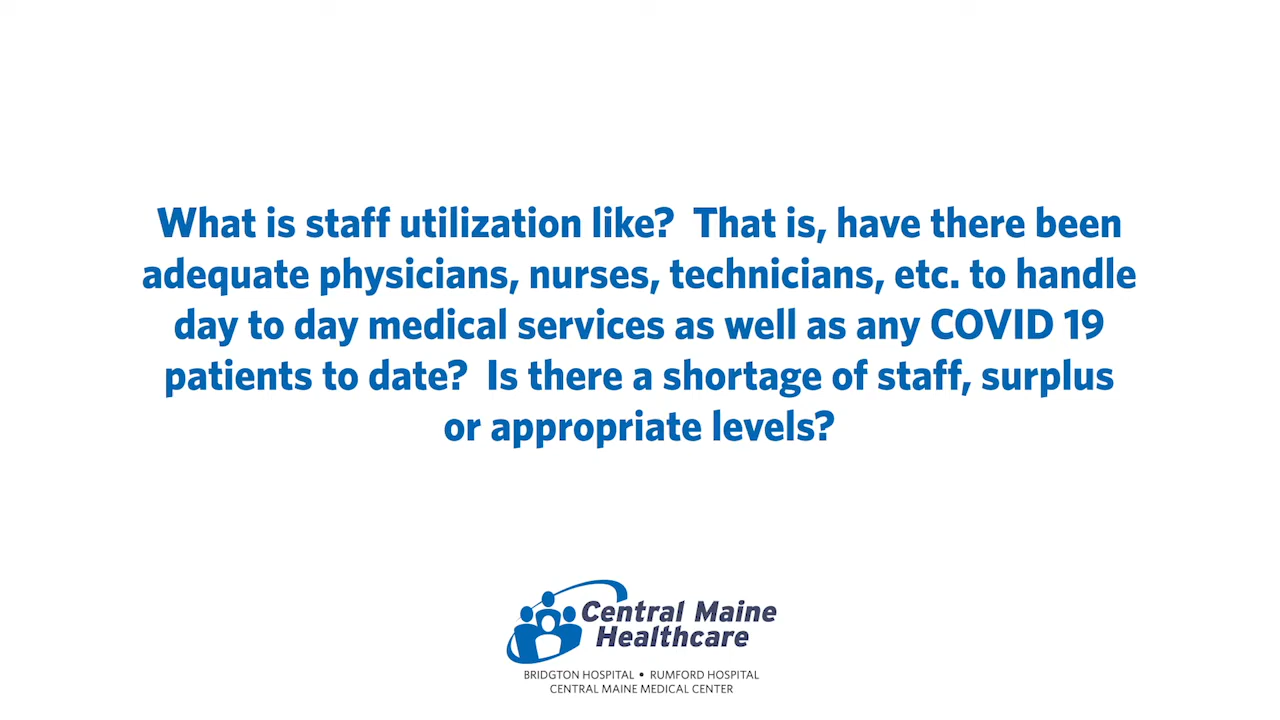 What is staff utilization like?  That is, have there been
adequate physicians, nurses, technicians, etc. to handle
day to day medical services as well as any COVID 19
patients to date?  Is there a shortage of staff, surplus
or appropriate levels?
Central Maine
Healthcare
BRIDGTON HOSPITAL • RUMFORD HOSPITAL
CENTRAL MAINE MEDICAL CENTER